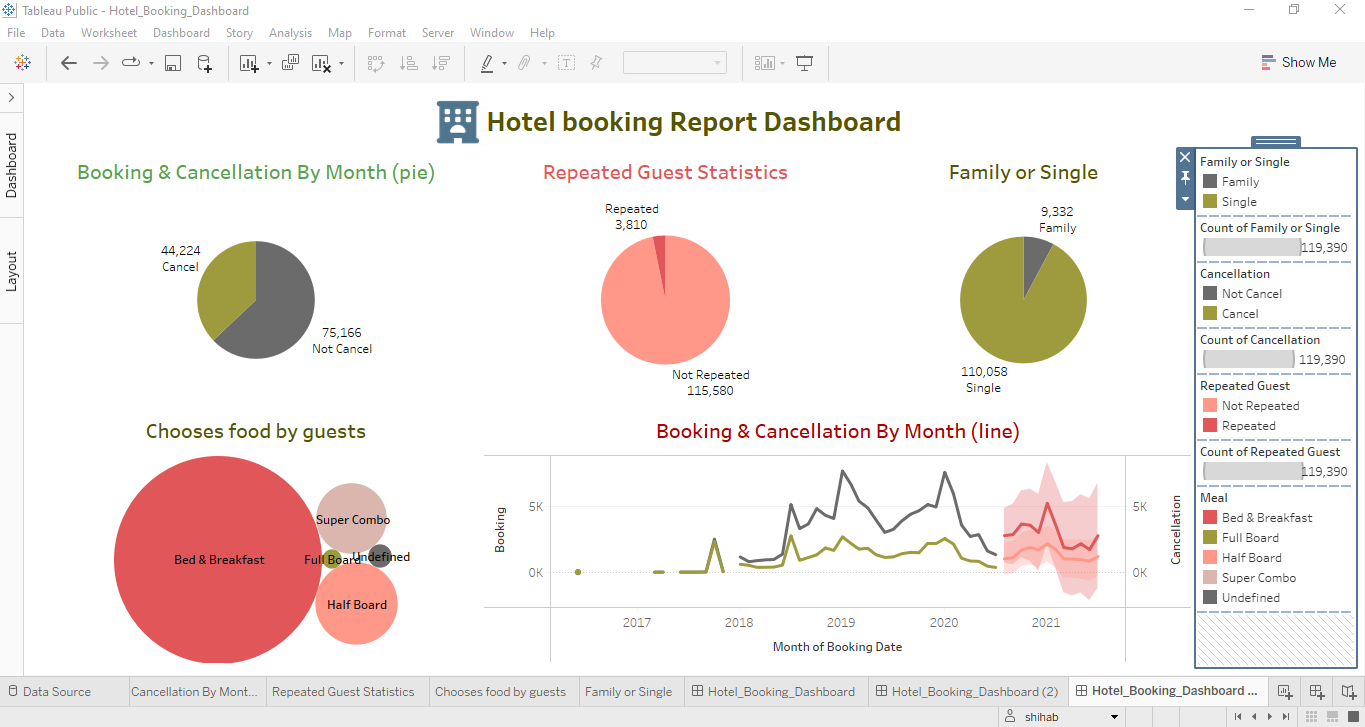 Tableau Public - Hotel_Booking_Dashboard
File Data Worksheet Dashboard Story Analysis Map Format Server Window Help
Show Me
Dashboard
Layout
Hotel booking Report Dashboard
Booking & Cancellation By Month (pie)
44,224
Cancel
75,166
Not Cancel
Repeated Guest Statistics
Repeated
3,810
Not Repeated
115,580
Family or Single
9,332
Family
110,058
Single
Chooses food by guests
Super Combo
Bed & Breakfast
Full Board
Undefined
Half Board
Booking & Cancellation By Month (line)
Booking
5K
0K
5K
0K
Cancellation
2017 2018 2019 2020 2021
Month of Booking Date
Family or Single
Family
Single
Count of Family or Single
119,390
Cancellation
Not Cancel
Cancel
Count of Cancellation
119,390
Repeated Guest
Not Repeated
Repeated
Count of Repeated Guest
119,390
Meal
Bed & Breakfast
Full Board
Half Board
Super Combo
Undefined
Data Source Cancellation By Mont... Repeated Guest Statistics Chooses food by guests Family or Single Hotel_Booking_Dashboard Hotel_Booking_Dashboard (2) Hotel_Booking_Dashboard ...
shihab